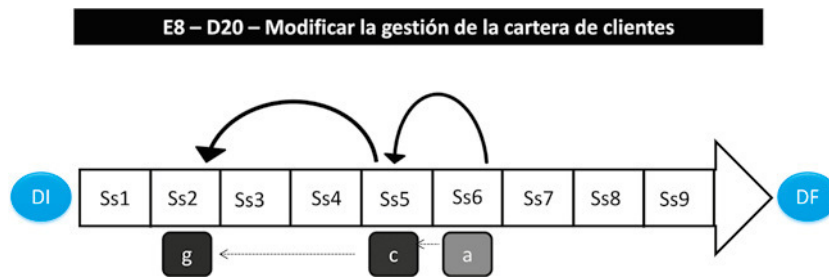 E8 – D20 – Modificar la gestión de la cartera de clientes
DI Ss1 Ss2 Ss3 Ss4 Ss5 Ss6 Ss7 Ss8 Ss9 DF
g c a